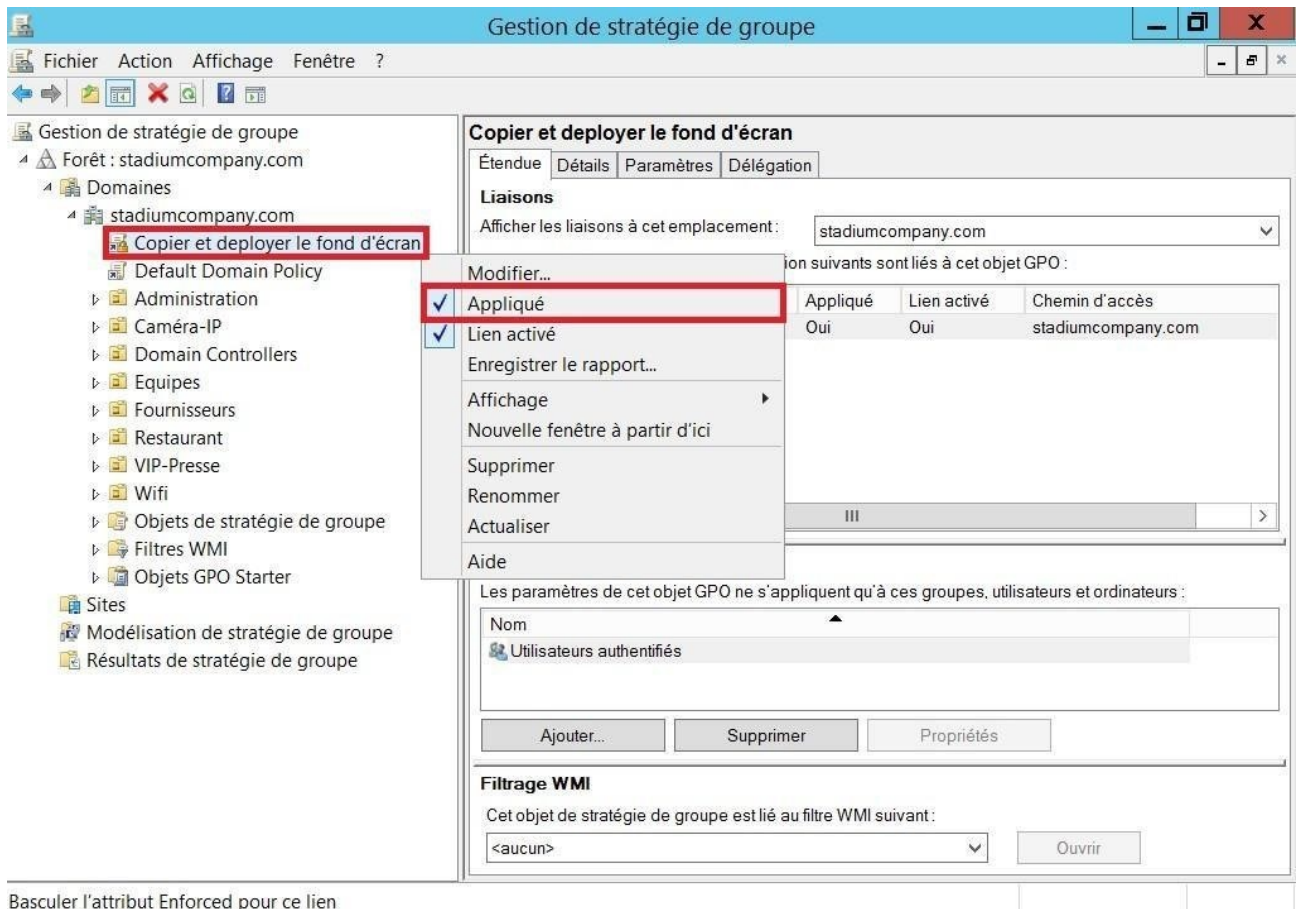 Gestion de stratégie de groupe
Fichier Action Affichage Fenêtre ?
Gestion de stratégie de groupe
Forêt : stadiumcompany.com
Domaines
stadiumcompany.com
Copier et deployer le fond d'écran
Default Domain Policy
Administration
Caméra-IP
Domain Controllers
Equipes
Fournisseurs
Restaurant
VIP-Presse
Wifi
Objets de stratégie de groupe
Filtres WMI
Objets GPO Starter
Sites
Modélisation de stratégie de groupe
Résultats de stratégie de groupe
Modifier...
Appliqué
Lien activé
Enregistrer le rapport...
Affichage
Nouvelle fenêtre à partir d'ici
Supprimer
Renommer
Actualiser
Aide
Copier et deployer le fond d'écran
Étendue Détails Paramètres Délégation
Liaisons
Afficher les liaisons à cet emplacement : stadiumcompany.com
suivants sont liés à cet objet GPO :
Appliqué Lien activé Chemin d'accès
Oui Oui stadiumcompany.com
Les paramètres de cet objet GPO ne s'appliquent qu'à ces groupes, utilisateurs et ordinateurs :
Nom
Utilisateurs authentifiés
Ajouter... Supprimer Propriétés
Filtrage WMI
Cet objet de stratégie de groupe est lié au filtre WMI suivant :
<aucun> Ouvrir
Basculer l'attribut Enforced pour ce lien